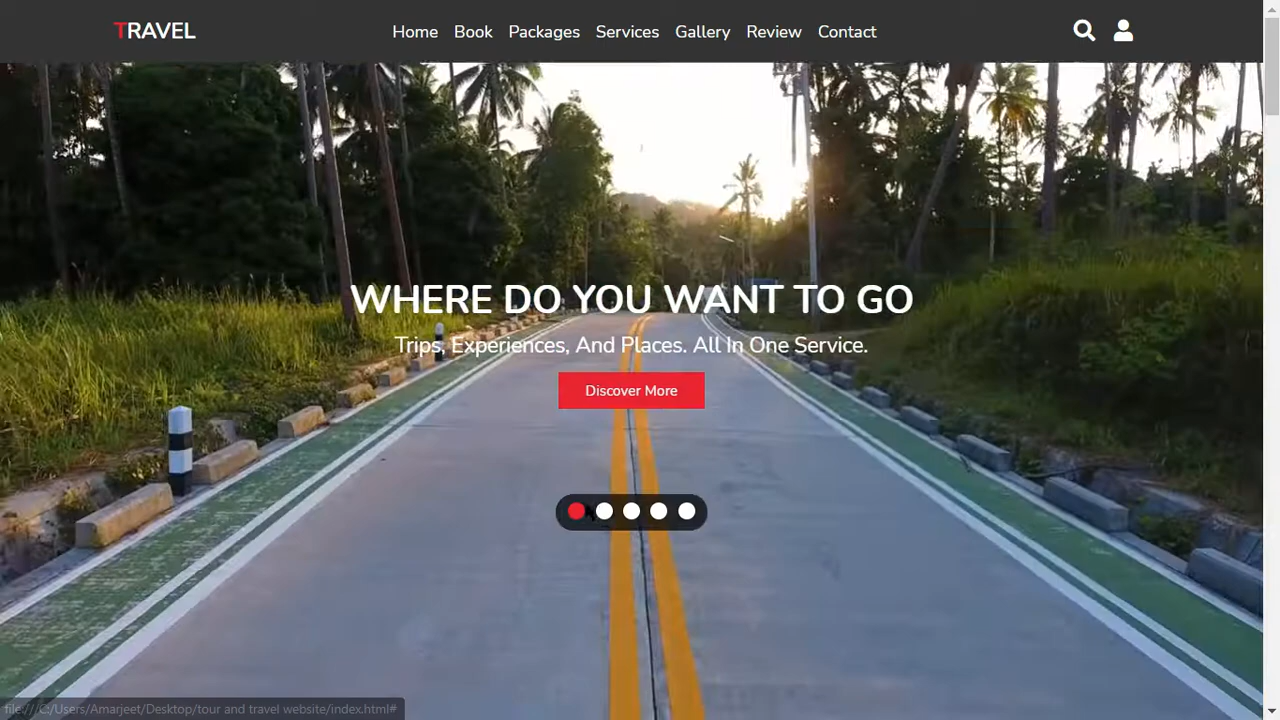 TRAVEL
Home Book Packages Services Gallery Review Contact
WHERE DO YOU WANT TO GO
Trips, Experiences, And Places. All In One Service.
Discover More
file:///C:/Users/Amarjeet/Desktop/tour and travel website/index.html#